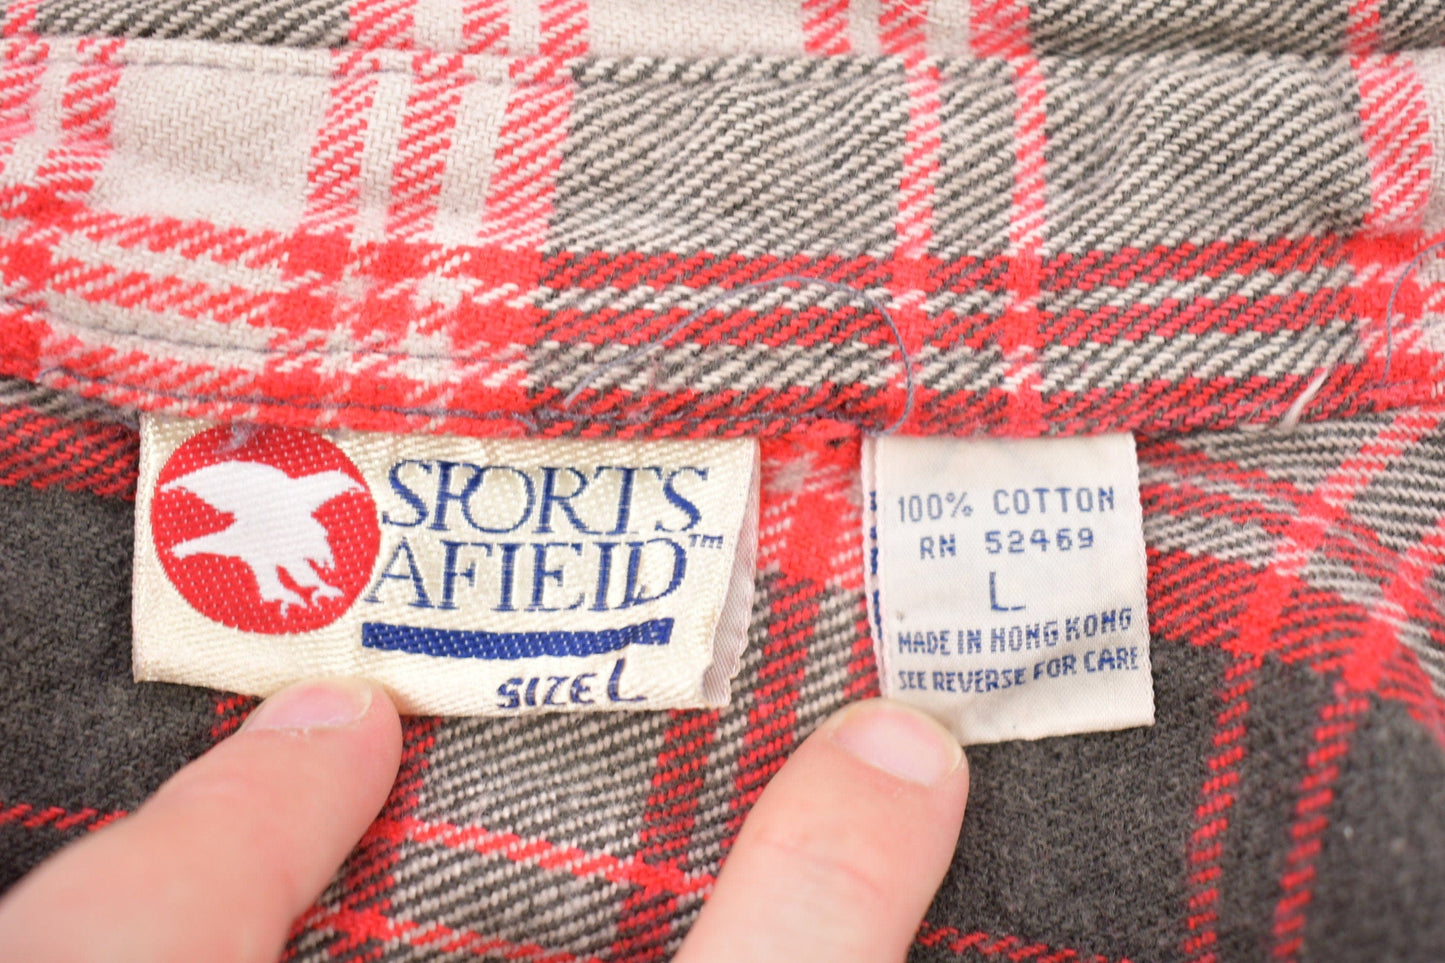 SPORTS
AFIELD™
SIZE L
100% COTTON
RN 52469
L
MADE IN HONG KONG
SEE REVERSE FOR CARE